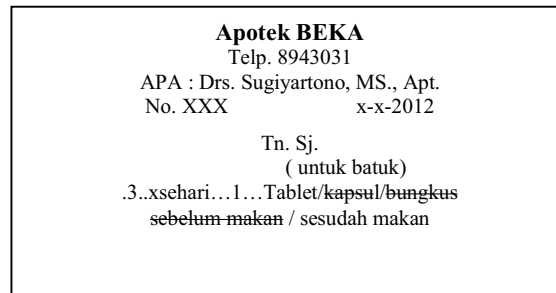 Apotek BEKA
Telp. 8943031
APA : Drs. Sugiyartono, MS., Apt.
No. XXX x-x-2012
Tn. Sj.
( untuk batuk)
.3..xsehari…1…Tablet/kapsul/bungkus
sebelum makan / sesudah makan